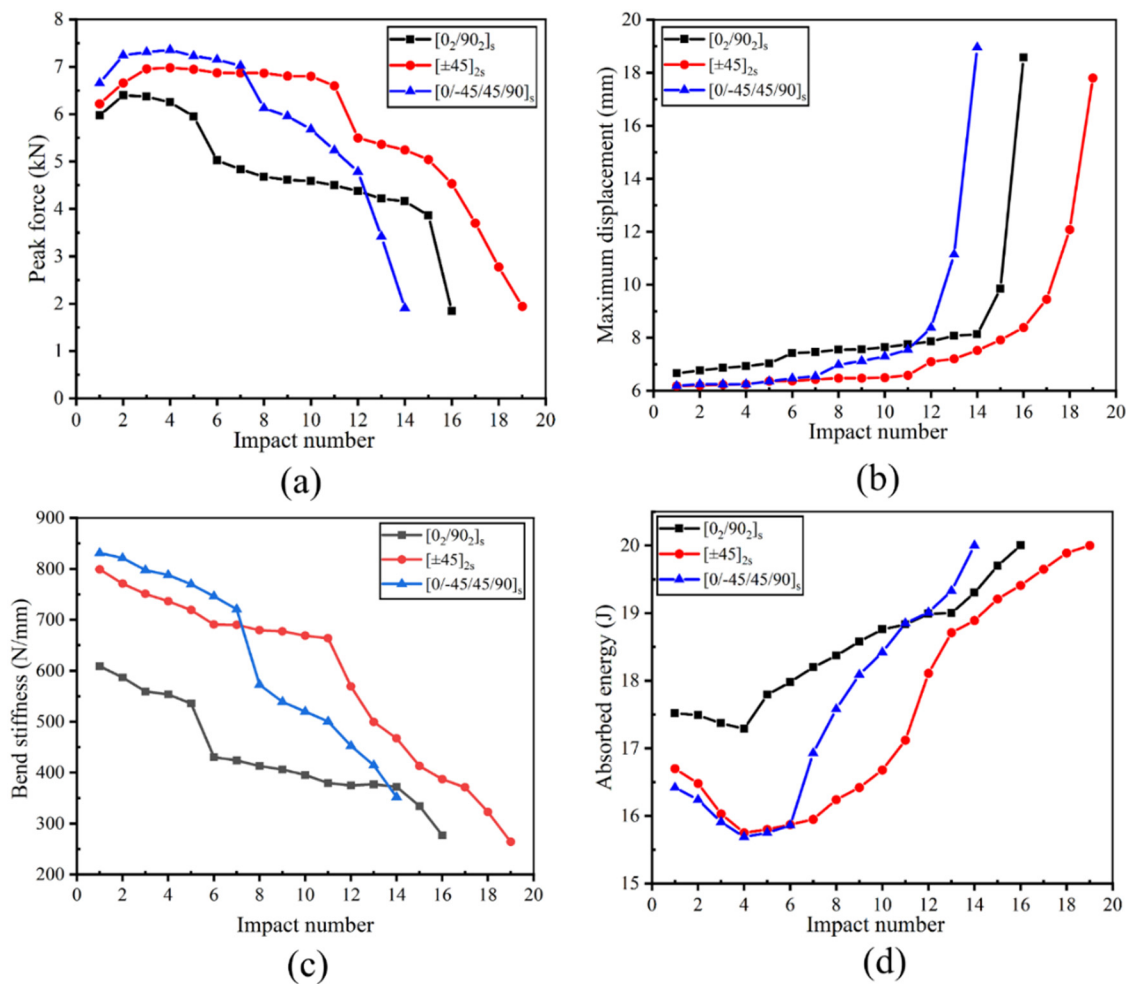 8
7
6
5
4
3
2
1
0
Peak force (kN)
[0₂/90₂]ₛ
[±45]₂ₛ
[0/-45/45/90]ₛ
0 2 4 6 8 10 12 14 16 18 20
Impact number
(a)
20
18
16
14
12
10
8
6
Maximum displacement (mm)
[0₂/90₂]ₛ
[±45]₂ₛ
[0/-45/45/90]ₛ
0 2 4 6 8 10 12 14 16 18 20
Impact number
(b)
900
800
700
600
500
400
300
200
Bend stiffness (N/mm)
[0₂/90₂]ₛ
[±45]₂ₛ
[0/-45/45/90]ₛ
0 2 4 6 8 10 12 14 16 18 20
Impact number
(c)
20
19
18
17
16
15
Absorbed energy (J)
[0₂/90₂]ₛ
[±45]₂ₛ
[0/-45/45/90]ₛ
0 2 4 6 8 10 12 14 16 18 20
Impact number
(d)